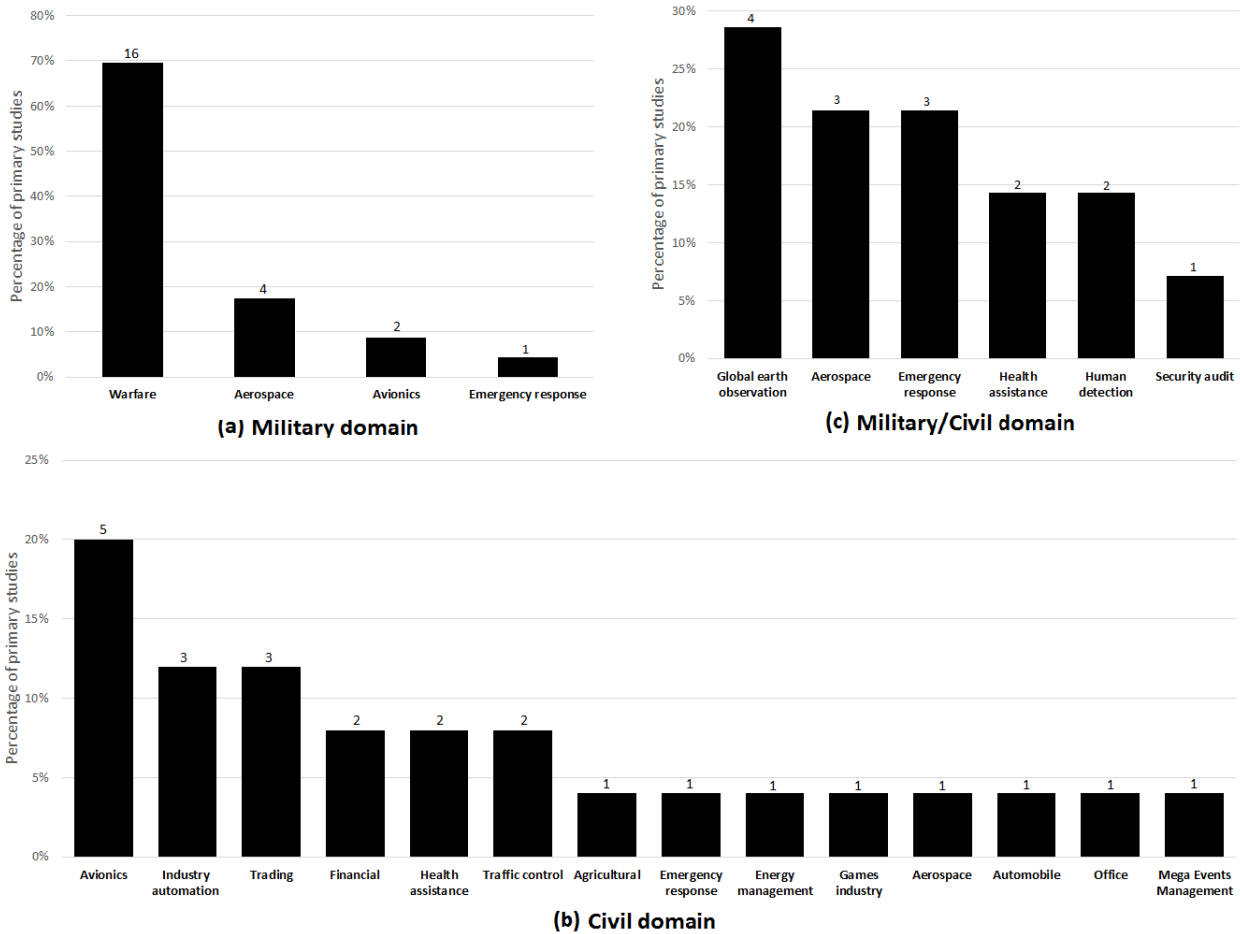 80%
70%
60%
50%
40%
30%
20%
10%
0%
Percentage of primary studies
16
4
2
1
Warfare
Aerospace
Avionics
Emergency response
(a) Military domain
30%
25%
20%
15%
10%
5%
0%
Percentage of primary studies
4
3
3
2
2
1
Global earth
observation
Aerospace
Emergency
response
Health
assistance
Human
detection
Security audit
(c) Military/Civil domain
25%
20%
15%
10%
5%
0%
Percentage of primary studies
5
3
3
2
2
2
1
1
1
1
1
1
1
1
Avionics
Industry
automation
Trading
Financial
Health
assistance
Traffic control
Agricultural
Emergency
response
Energy
management
Games
industry
Aerospace
Automobile
Office
Mega Events
Management
(b) Civil domain